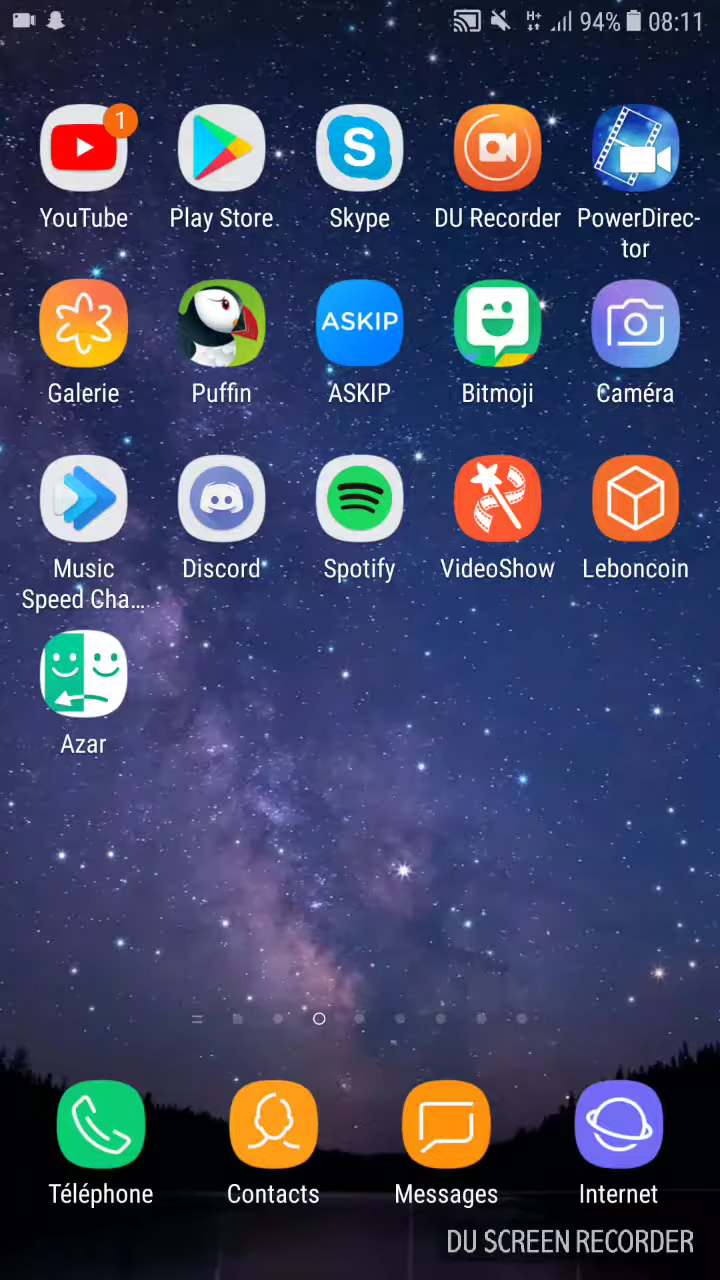 H+ 94% 08:11
1
YouTube Play Store Skype DU Recorder PowerDirec-
tor
ASKIP
Galerie Puffin ASKIP Bitmoji Caméra
Music Discord Spotify VideoShow Leboncoin
Speed Cha...
Azar
Téléphone Contacts Messages Internet
DU SCREEN RECORDER